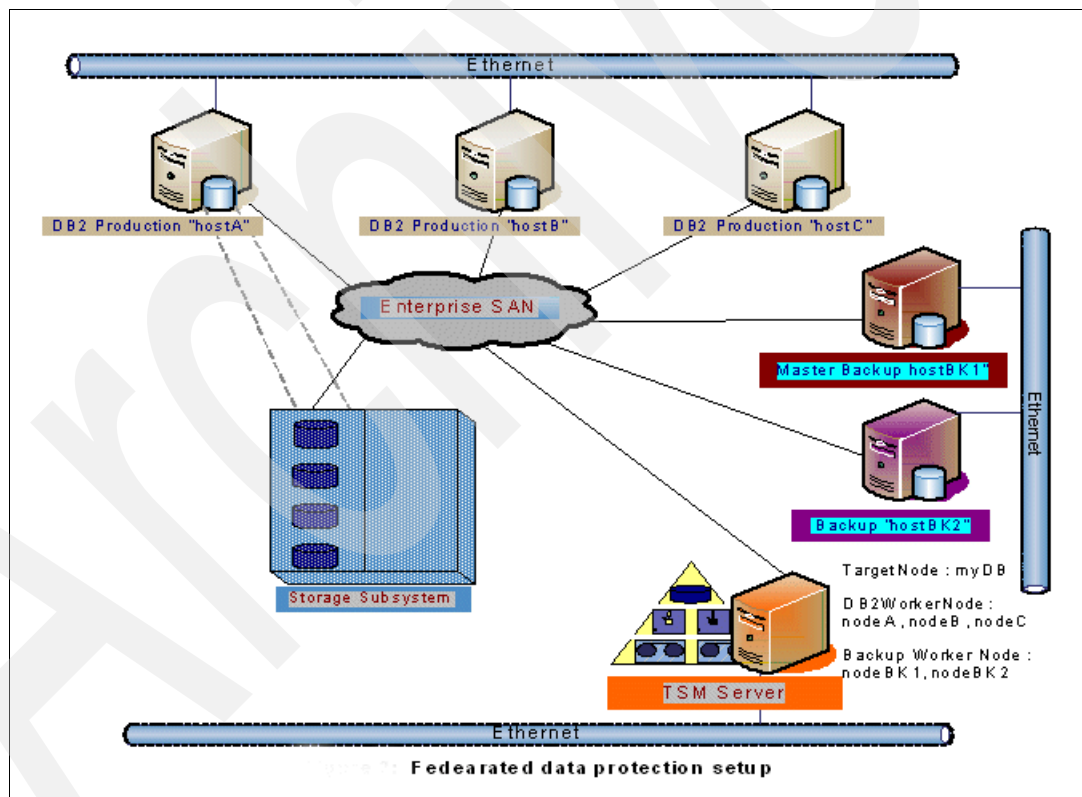 Ethernet
DB2 Production "hostA"
DB2 Production "hostB"
DB2 Production "hostC"
Enterprise SAN
Master Backup hostBK1"
Ethernet
Backup "hostBK2"
Storage Subsystem
TargetNode : myDB
DB2WorkerNode :
nodeA , nodeB , nodeC
Backup Worker Node :
nodeBK1, nodeBK2
TSM Server
Ethernet
Fedearated data protection setup